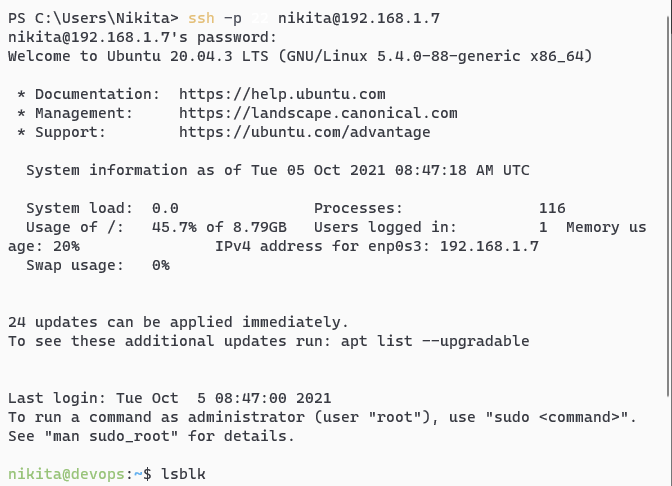 PS C:\Users\Nikita> ssh -p 22 nikita@192.168.1.7
nikita@192.168.1.7's password:
Welcome to Ubuntu 20.04.3 LTS (GNU/Linux 5.4.0-88-generic x86_64)
* Documentation:  https://help.ubuntu.com
* Management:     https://landscape.canonical.com
* Support:        https://ubuntu.com/advantage
System information as of Tue 05 Oct 2021 08:47:18 AM UTC
System load:  0.0               Processes:               116
Usage of /:   45.7% of 8.79GB   Users logged in:         1  Memory us
age: 20%               IPv4 address for enp0s3: 192.168.1.7
Swap usage:   0%
24 updates can be applied immediately.
To see these additional updates run: apt list --upgradable
Last login: Tue Oct  5 08:47:00 2021
To run a command as administrator (user "root"), use "sudo <command>".
See "man sudo_root" for details.
nikita@devops:~$ lsblk